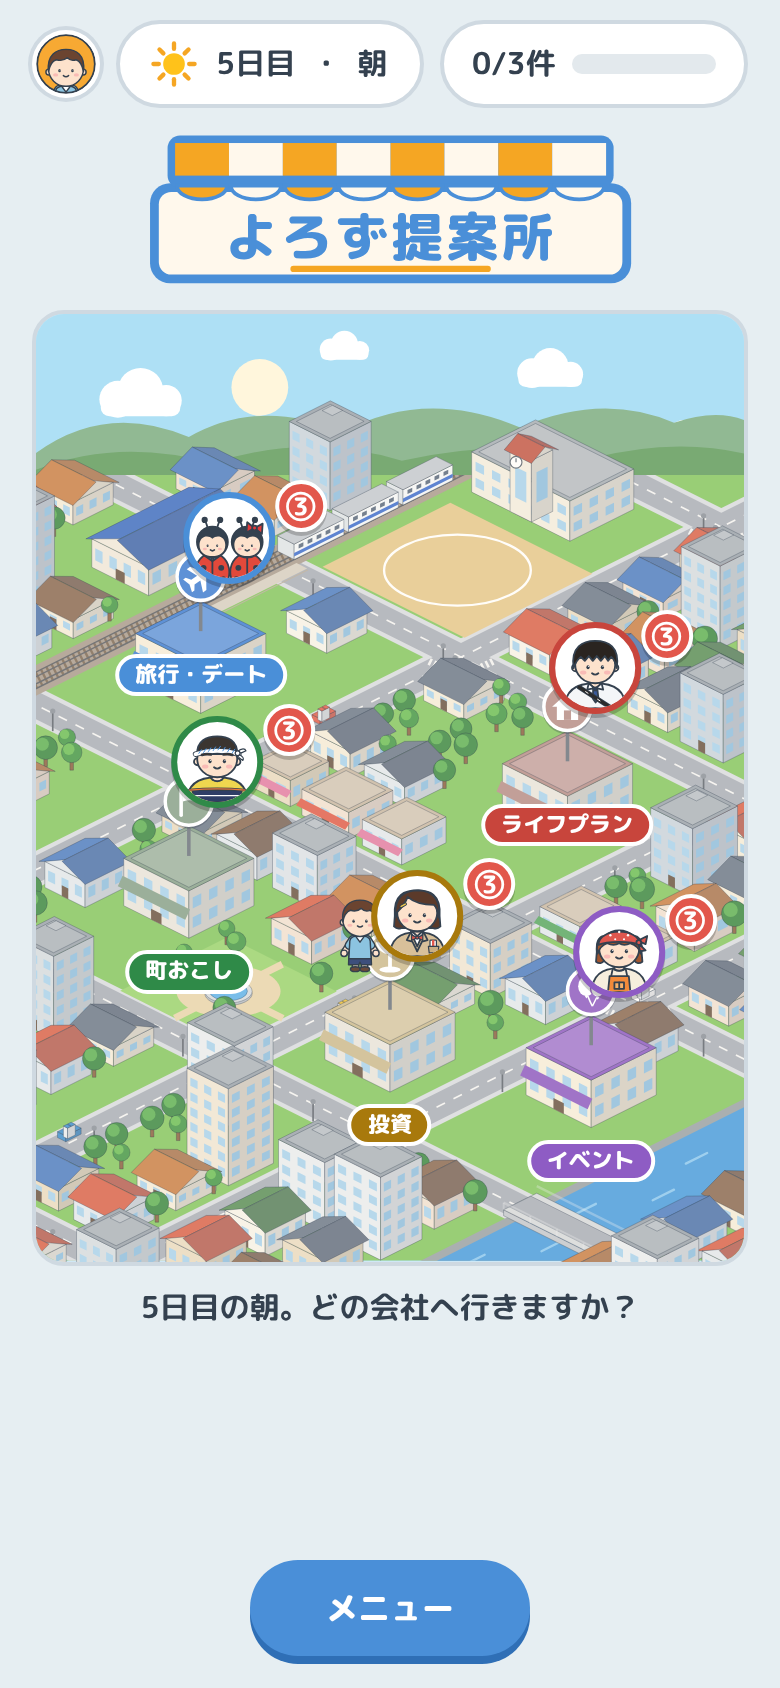 5日目 ・ 朝
0/3件
よろず提案所
③
旅行・デート
③
③
ライフプラン
③
③
町おこし
投資
イベント
5日目の朝。どの会社へ行きますか？
メニュー